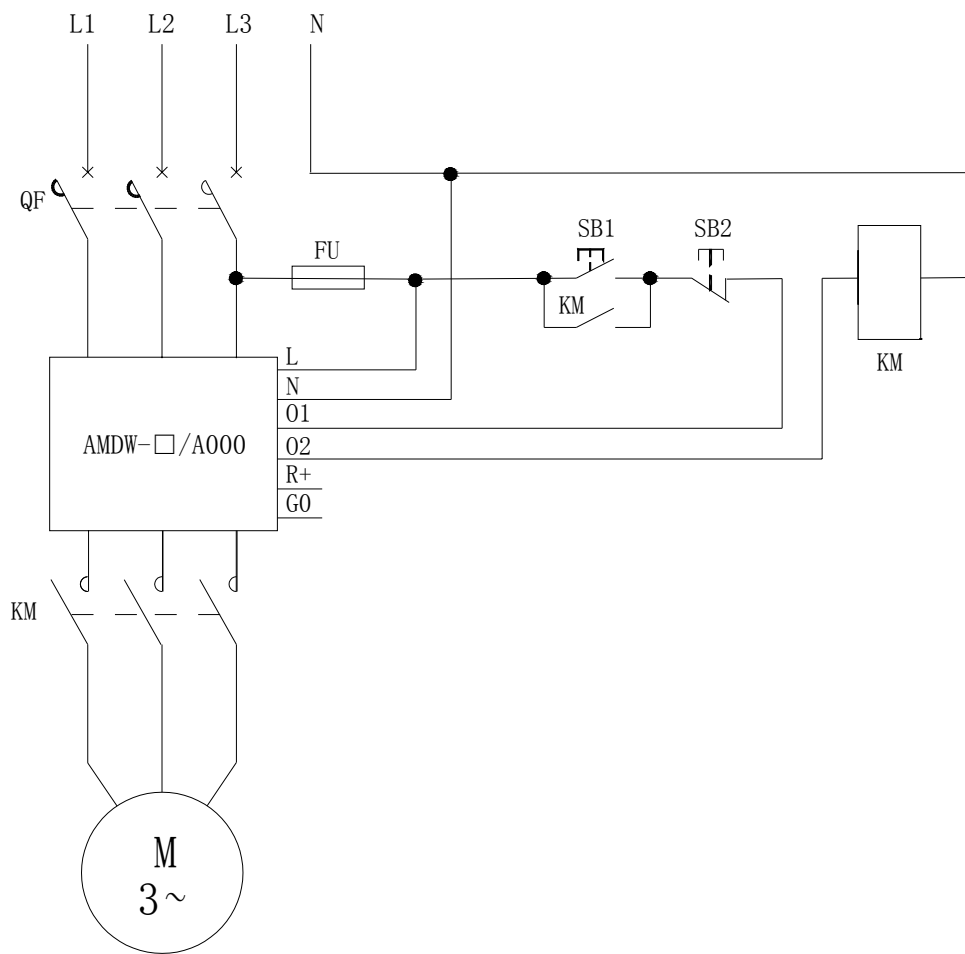 L1 L2 L3 N
QF
FU
SB1 SB2
KM
KM
L
N
O1
O2
R+
G0
AMDW-□/A000
KM
M
3~